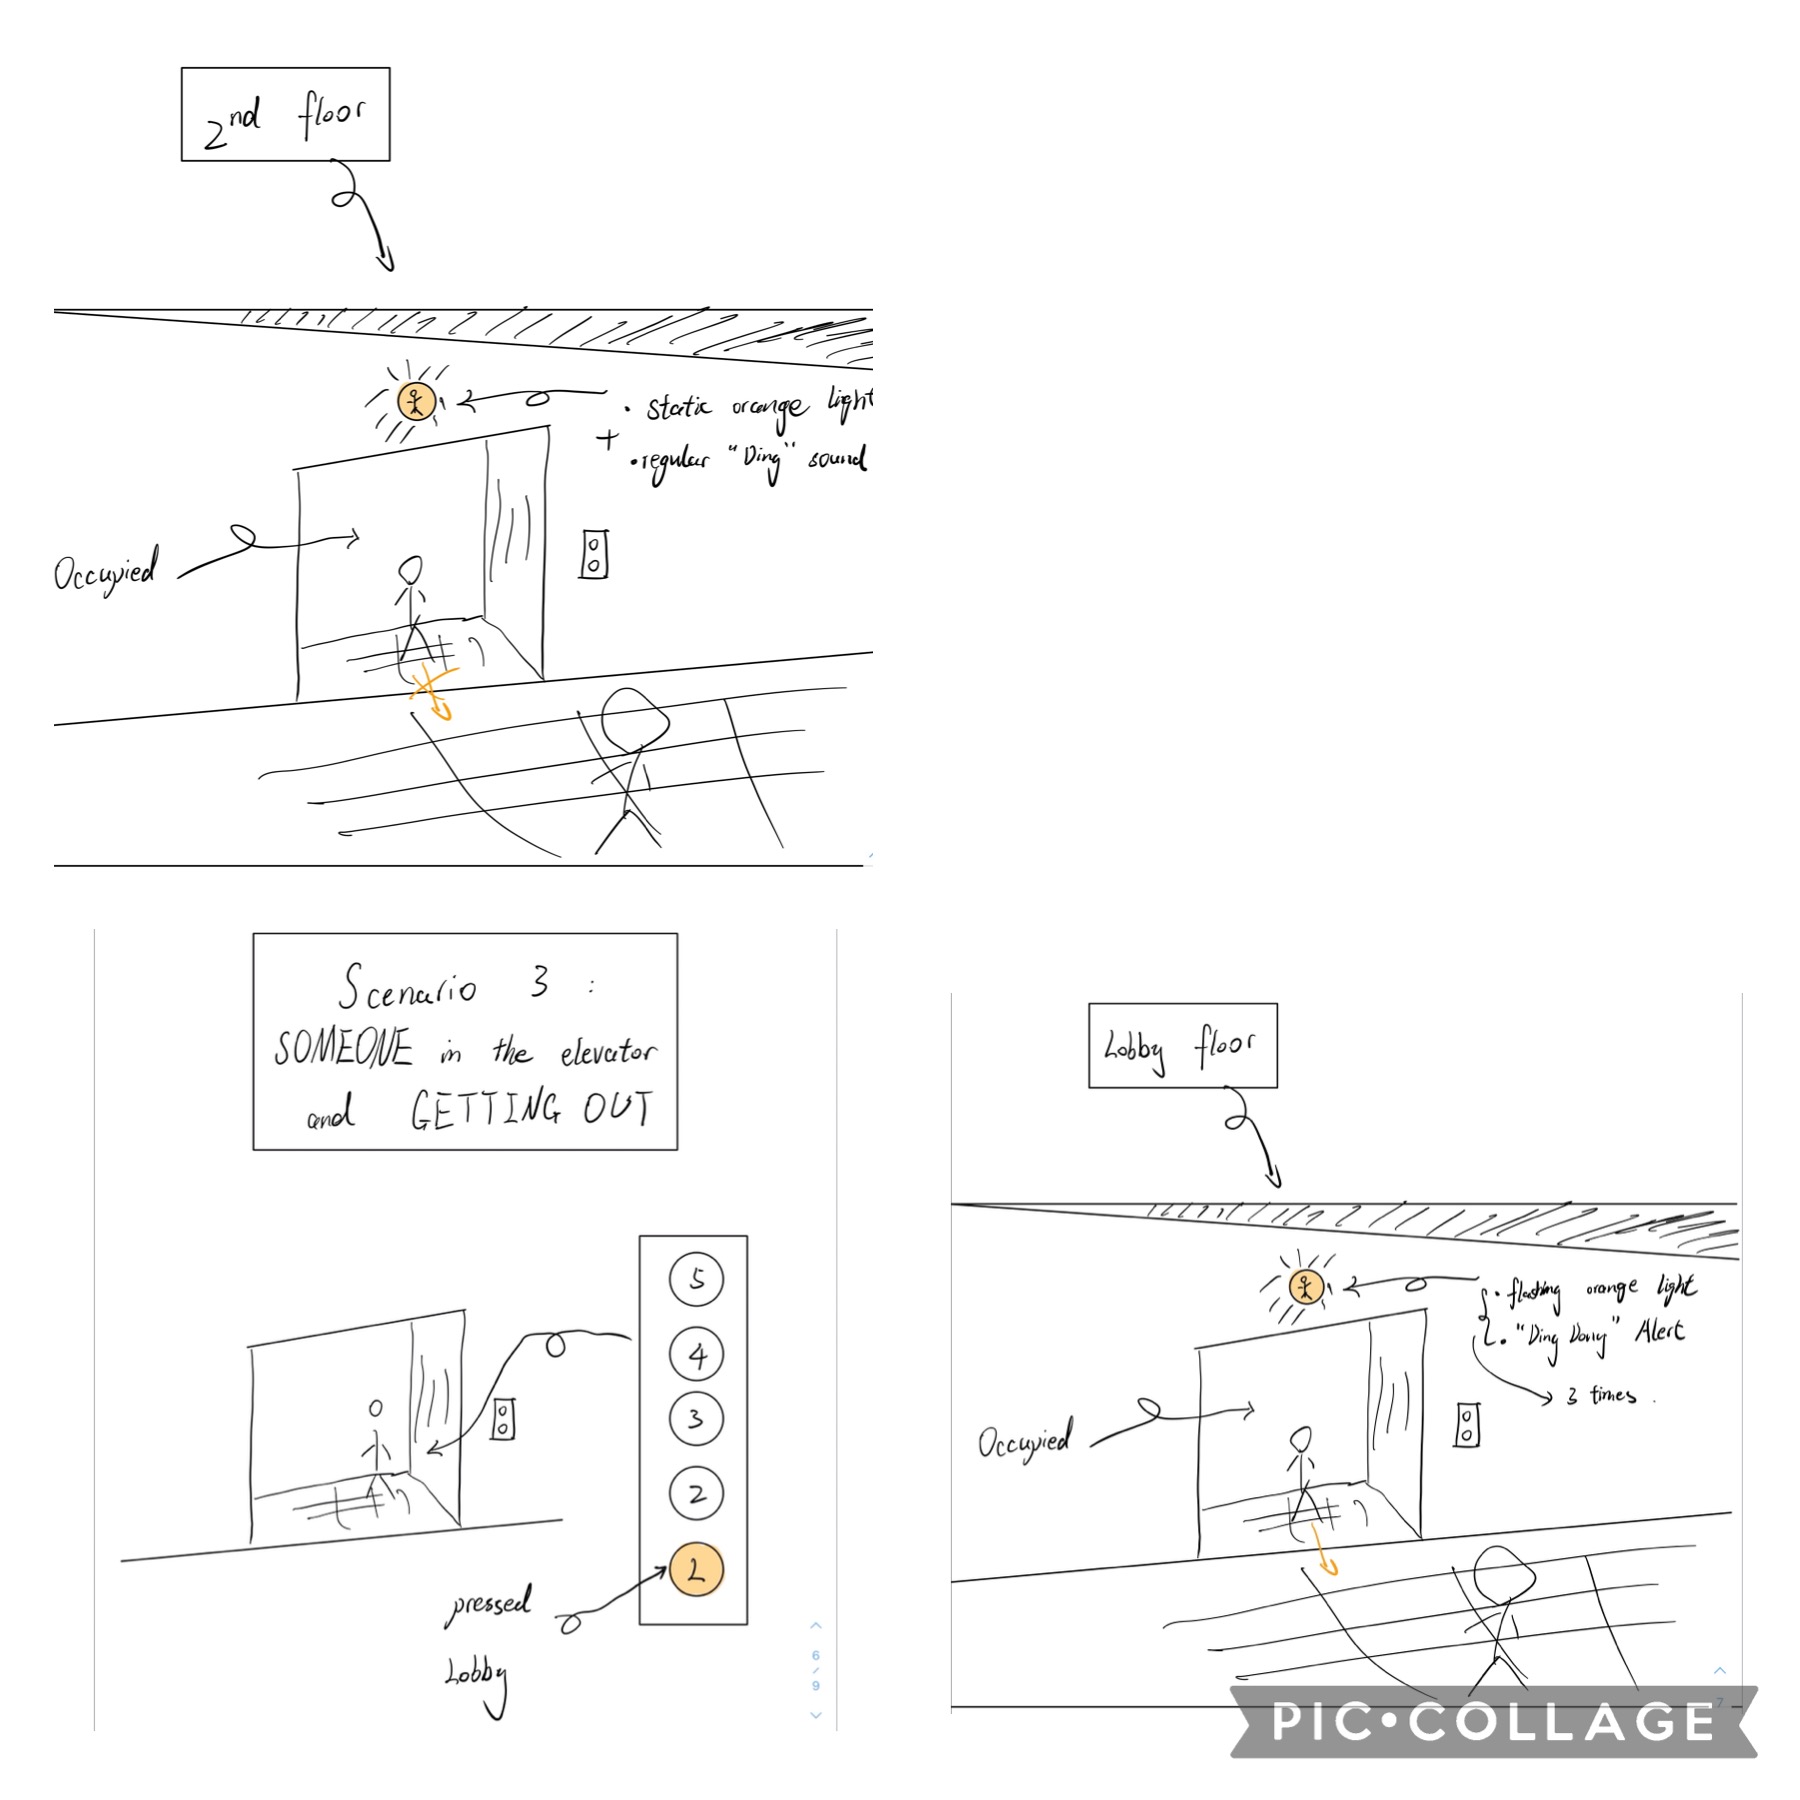 2nd floor
• static orange light
+
• regular "Ding" sound
Occupied
Scenario 3 :
SOMEONE in the elevator
and GETTING OUT
5
4
3
2
L
pressed
Lobby
6
/
9
Lobby floor
• flashing orange light
• "Ding Dong" Alert
3 times .
Occupied
7
PIC•COLLAGE